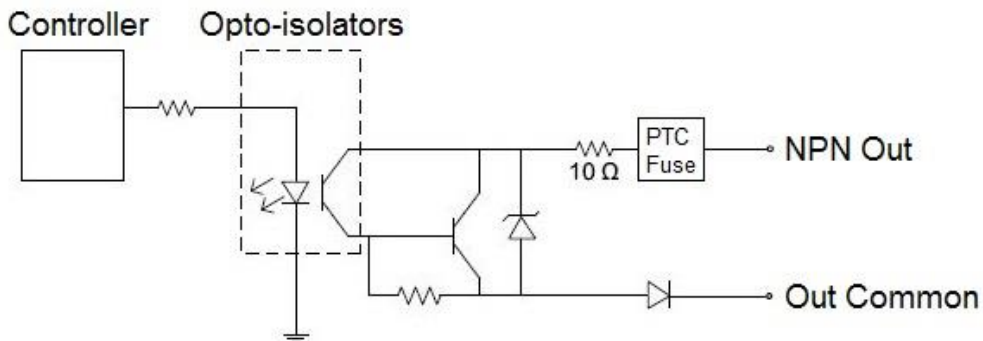 Controller
Opto-isolators
PTC
Fuse
10 Ω
NPN Out
Out Common